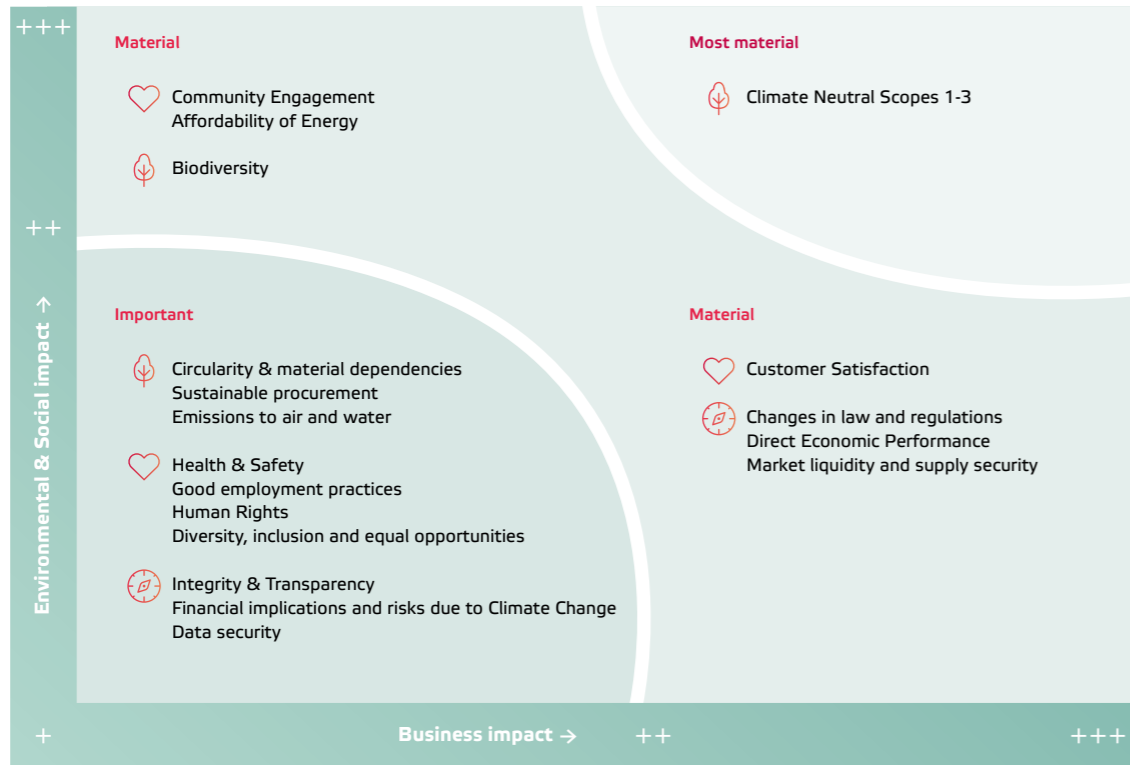 +++
Material
Community Engagement
Affordability of Energy
Biodiversity
Most material
Climate Neutral Scopes 1-3
++
Environmental & Social impact →
Important
Circularity & material dependencies
Sustainable procurement
Emissions to air and water
Health & Safety
Good employment practices
Human Rights
Diversity, inclusion and equal opportunities
Integrity & Transparency
Financial implications and risks due to Climate Change
Data security
Material
Customer Satisfaction
Changes in law and regulations
Direct Economic Performance
Market liquidity and supply security
+
Business impact →
++
+++